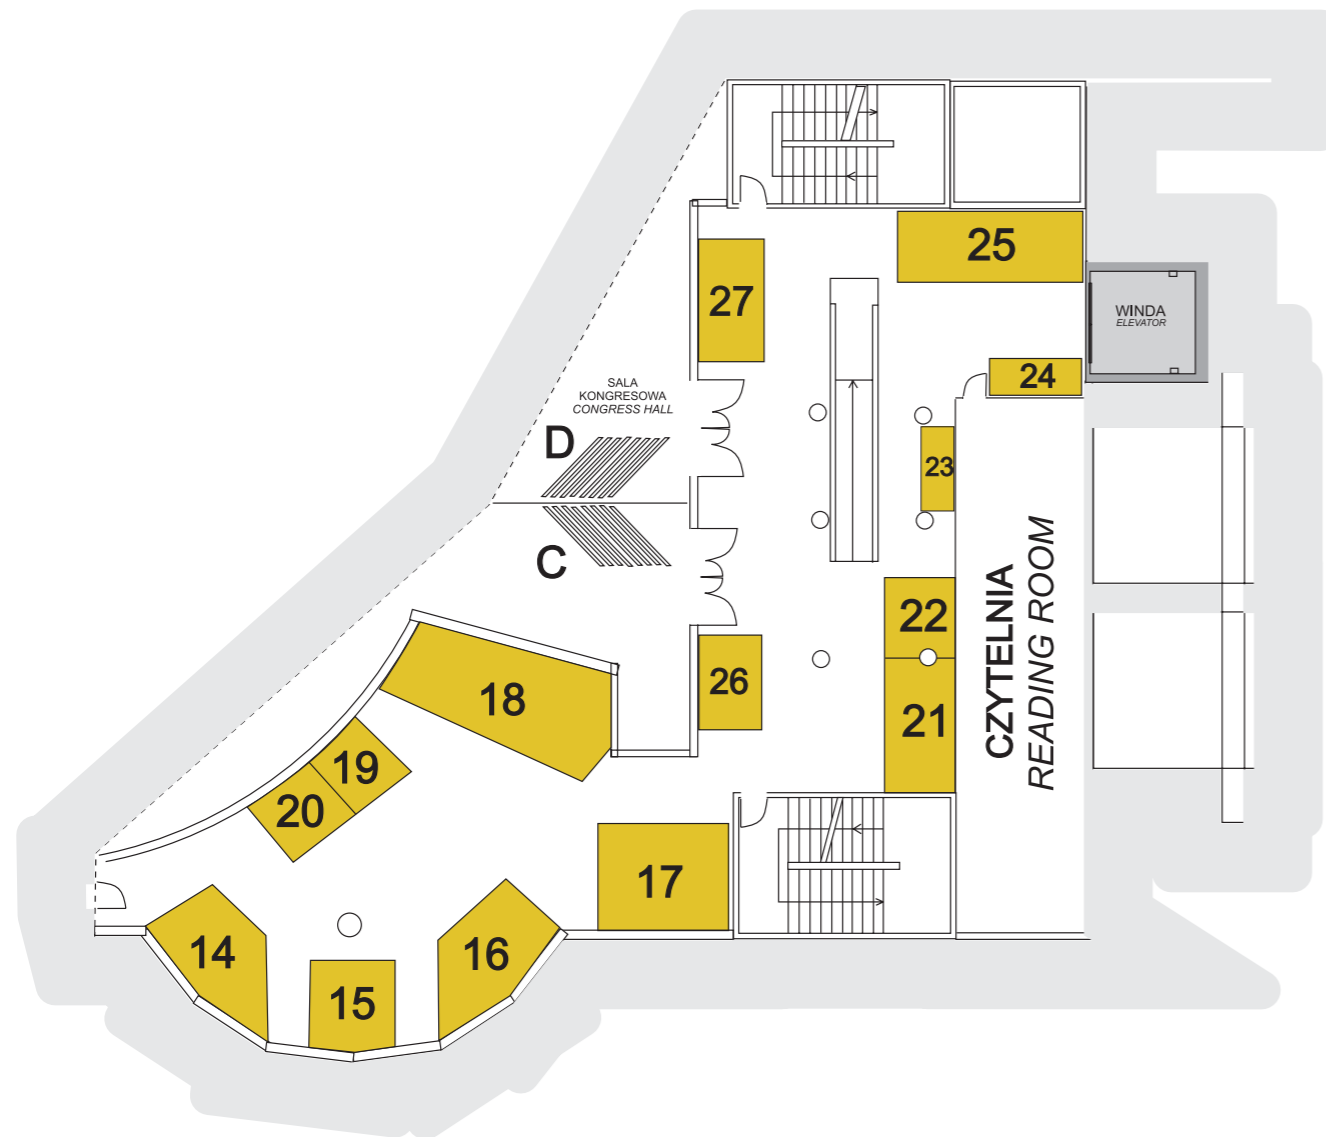 25
27
WINDA
ELEVATOR
24
SALA
KONGRESOWA
CONGRESS HALL
D
23
C
CZYTELNIA
READING ROOM
22
26
21
18
19
20
17
14
16
15